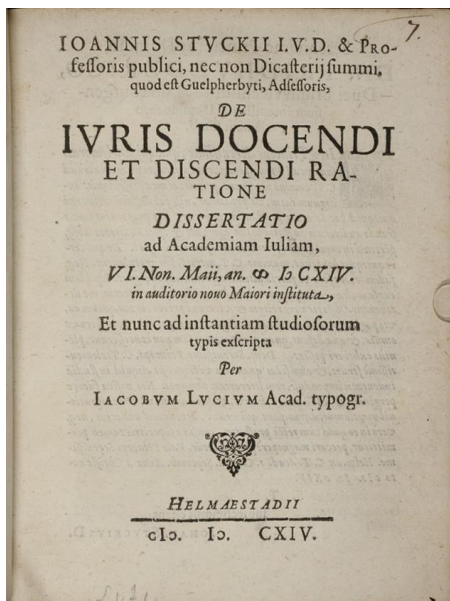 7.
IOANNIS STVCKII I.V.D. & PRO-
feſſoris publici, nec non Dicaſterij ſummi,
quod eſt Guelpherbyti, Adſeſſoris,
DE
IVRIS DOCENDI
ET DISCENDI RA-
TIONE
DISSERTATIO
ad Academiam Iuliam,
VI. Non. Maii, an. ↀ IↃ CXIV.
in auditorio novo Maiori inſtituta,
Et nunc ad inſtantiam ſtudioſorum
typis exſcripta
Per
IACOBVM LVCIVM Acad. typogr.
HELMAESTADII
cIↃ. IↃ. CXIV.